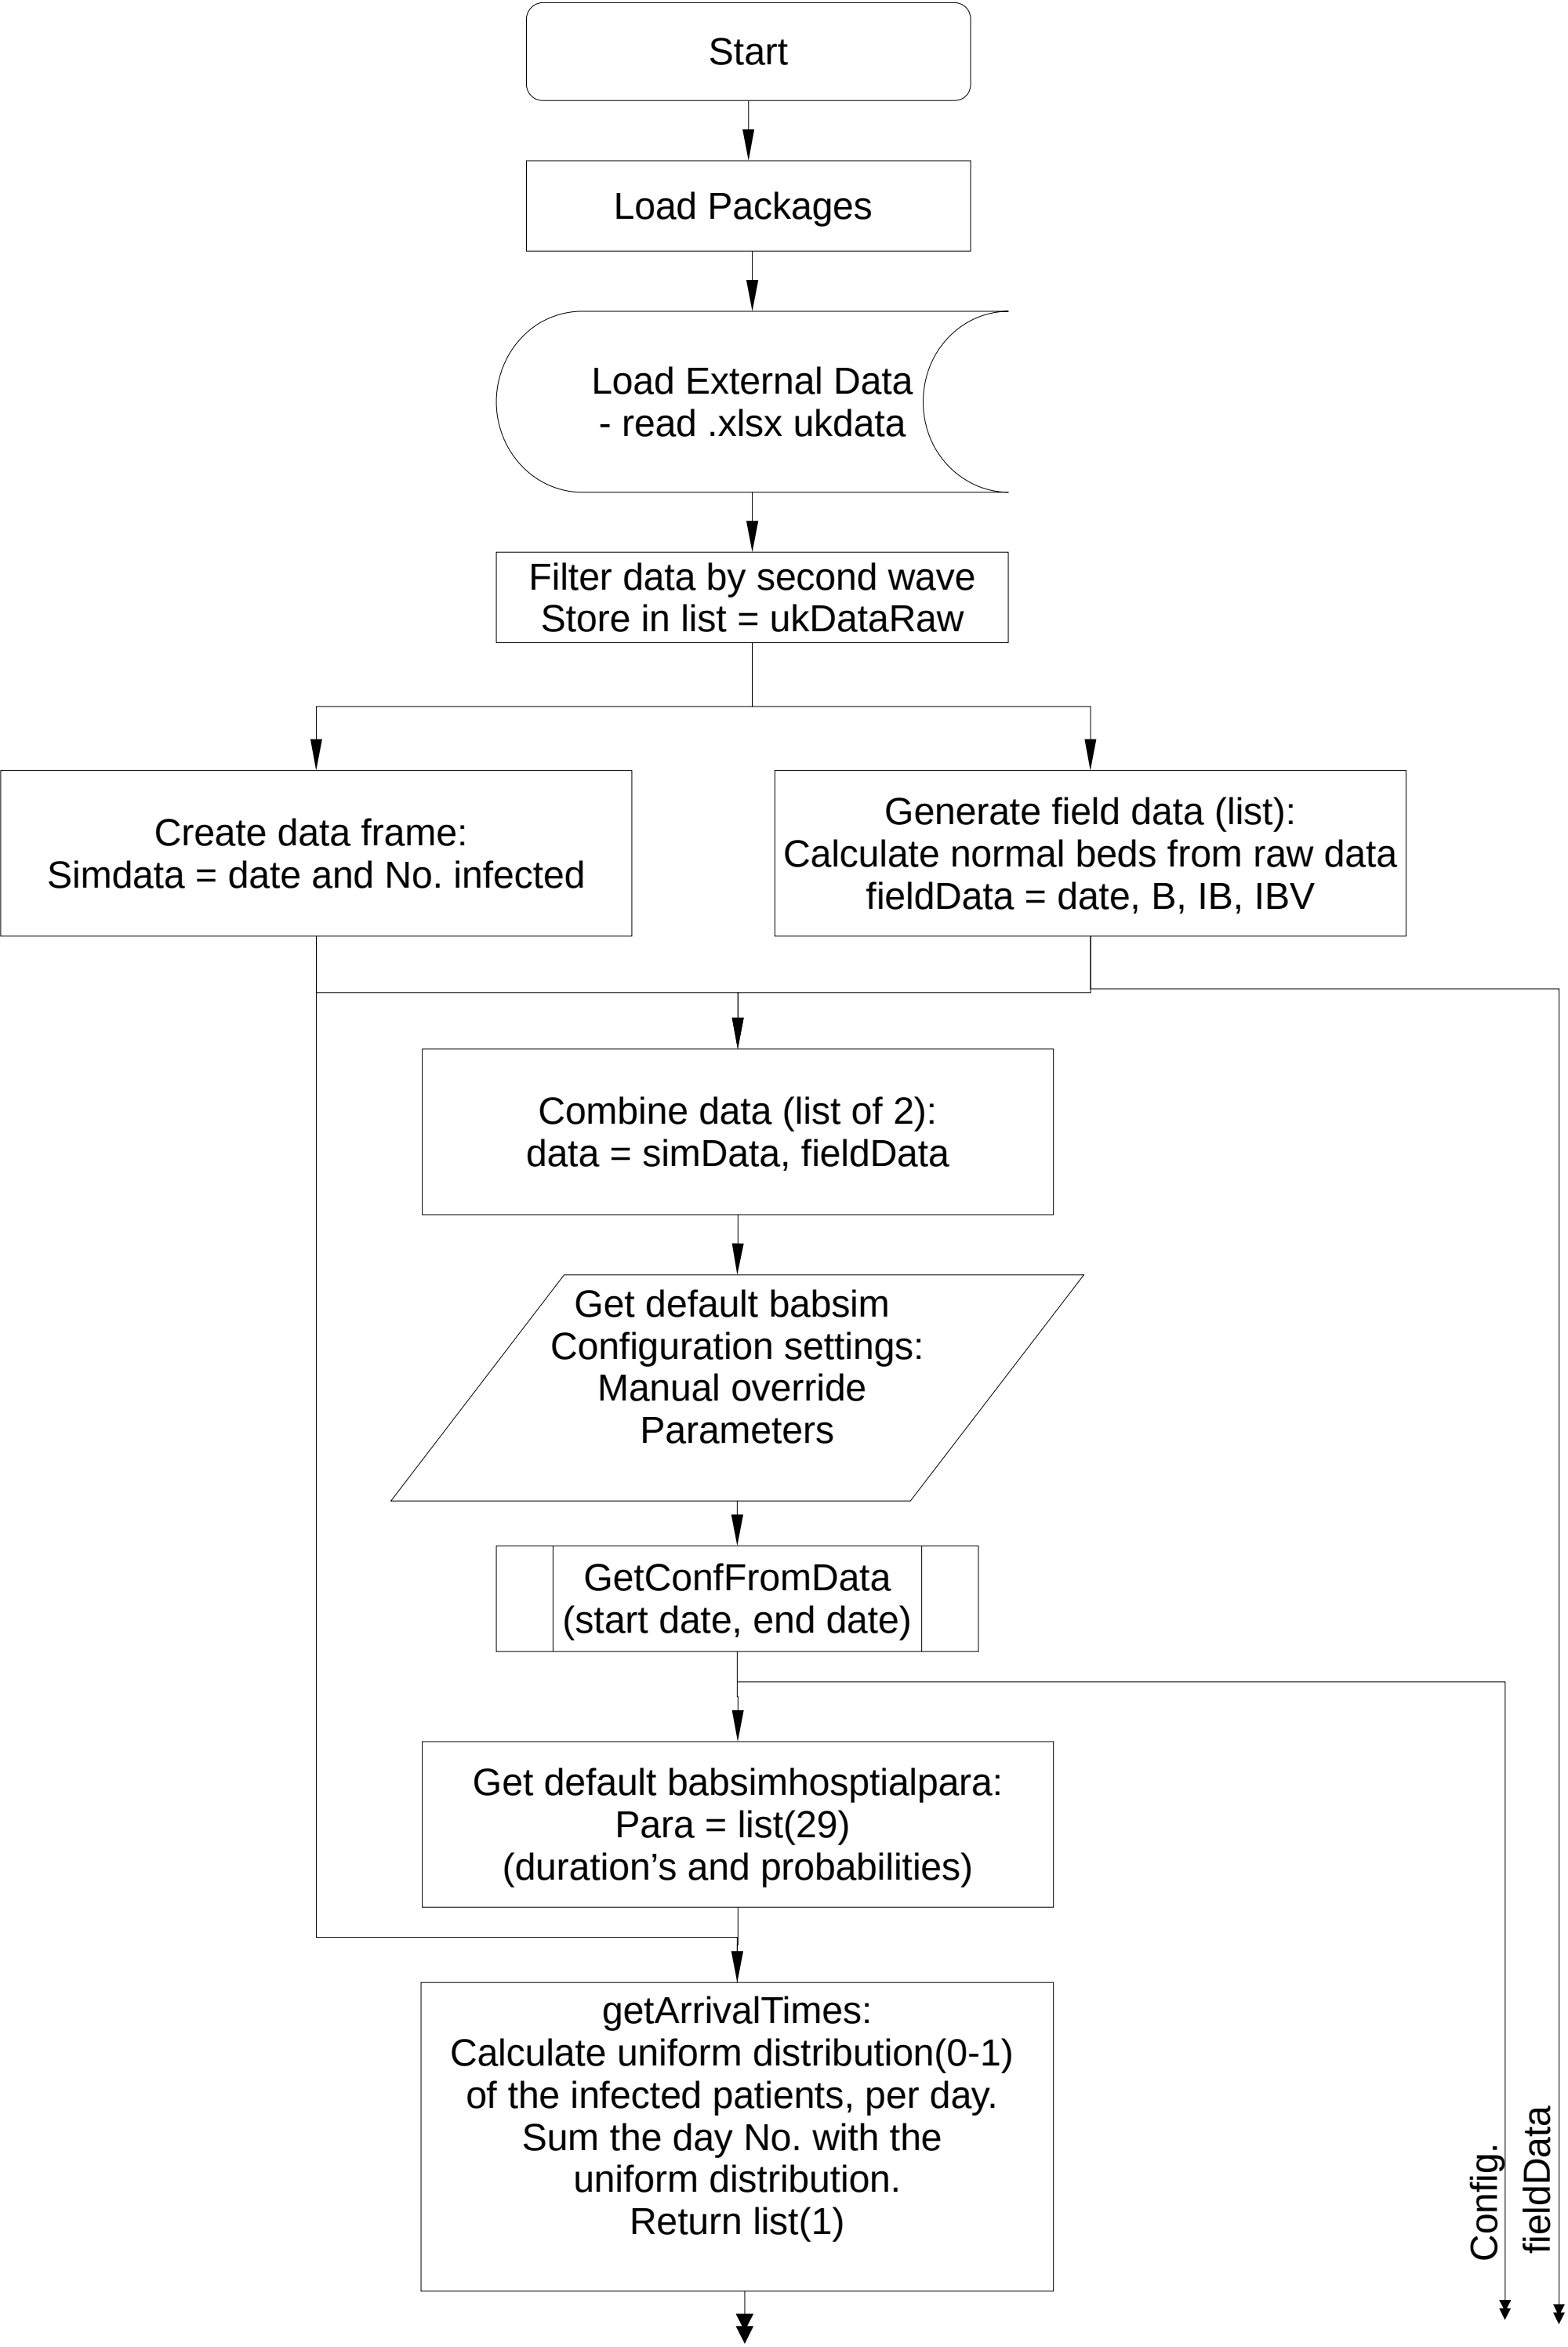 Start
Load Packages
Load External Data
- read .xlsx ukdata
Filter data by second wave
Store in list = ukDataRaw
Create data frame:
Simdata = date and No. infected
Generate field data (list):
Calculate normal beds from raw data
fieldData = date, B, IB, IBV
Combine data (list of 2):
data = simData, fieldData
Get default babsim
Configuration settings:
Manual override
Parameters
GetConfFromData
(start date, end date)
Get default babsimhosptialpara:
Para = list(29)
(duration’s and probabilities)
getArrivalTimes:
Calculate uniform distribution(0-1)
of the infected patients, per day.
Sum the day No. with the
uniform distribution.
Return list(1)
Config.
fieldData